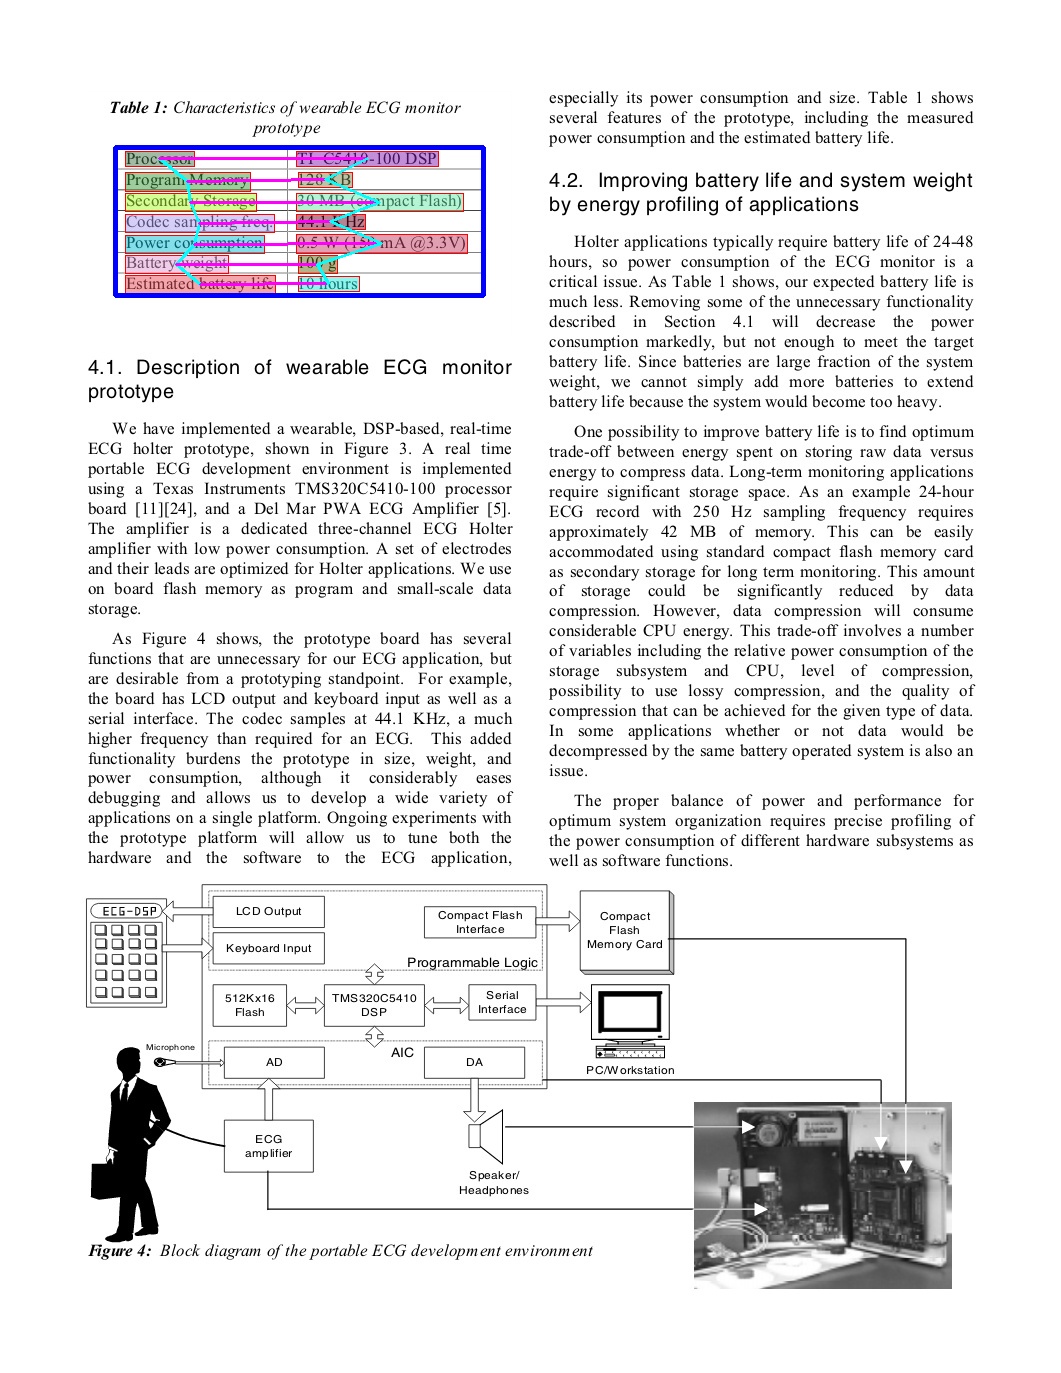 Table 1: Characteristics of wearable ECG monitor
prototype
Processor TI C5410-100 DSP
Program Memory 128 KB
Secondary Storage 30 MB (compact Flash)
Codec sampling freq. 44.1 KHz
Power consumption 0.5 W (150 mA @3.3V)
Battery weight 100 g
Estimated battery life 10 hours
4.1. Description of wearable ECG monitor
prototype
We have implemented a wearable, DSP-based, real-time
ECG holter prototype, shown in Figure 3. A real time
portable ECG development environment is implemented
using a Texas Instruments TMS320C5410-100 processor
board [11][24], and a Del Mar PWA ECG Amplifier [5].
The amplifier is a dedicated three-channel ECG Holter
amplifier with low power consumption. A set of electrodes
and their leads are optimized for Holter applications. We use
on board flash memory as program and small-scale data
storage.
As Figure 4 shows, the prototype board has several
functions that are unnecessary for our ECG application, but
are desirable from a prototyping standpoint. For example,
the board has LCD output and keyboard input as well as a
serial interface. The codec samples at 44.1 KHz, a much
higher frequency than required for an ECG. This added
functionality burdens the prototype in size, weight, and
power consumption, although it considerably eases
debugging and allows us to develop a wide variety of
applications on a single platform. Ongoing experiments with
the prototype platform will allow us to tune both the
hardware and the software to the ECG application,
especially its power consumption and size. Table 1 shows
several features of the prototype, including the measured
power consumption and the estimated battery life.
4.2. Improving battery life and system weight
by energy profiling of applications
Holter applications typically require battery life of 24-48
hours, so power consumption of the ECG monitor is a
critical issue. As Table 1 shows, our expected battery life is
much less. Removing some of the unnecessary functionality
described in Section 4.1 will decrease the power
consumption markedly, but not enough to meet the target
battery life. Since batteries are large fraction of the system
weight, we cannot simply add more batteries to extend
battery life because the system would become too heavy.
One possibility to improve battery life is to find optimum
trade-off between energy spent on storing raw data versus
energy to compress data. Long-term monitoring applications
require significant storage space. As an example 24-hour
ECG record with 250 Hz sampling frequency requires
approximately 42 MB of memory. This can be easily
accommodated using standard compact flash memory card
as secondary storage for long term monitoring. This amount
of storage could be significantly reduced by data
compression. However, data compression will consume
considerable CPU energy. This trade-off involves a number
of variables including the relative power consumption of the
storage subsystem and CPU, level of compression,
possibility to use lossy compression, and the quality of
compression that can be achieved for the given type of data.
In some applications whether or not data would be
decompressed by the same battery operated system is also an
issue.
The proper balance of power and performance for
optimum system organization requires precise profiling of
the power consumption of different hardware subsystems as
well as software functions.
ECG-DSP
LCD Output
Keyboard Input
Compact Flash
Interface
Programmable Logic
Compact
Flash
Memory Card
512Kx16
Flash
TMS320C5410
DSP
Serial
Interface
PC/Workstation
Microphone
AD
AIC
DA
ECG
amplifier
Speaker/
Headphones
Figure 4: Block diagram of the portable ECG development environment